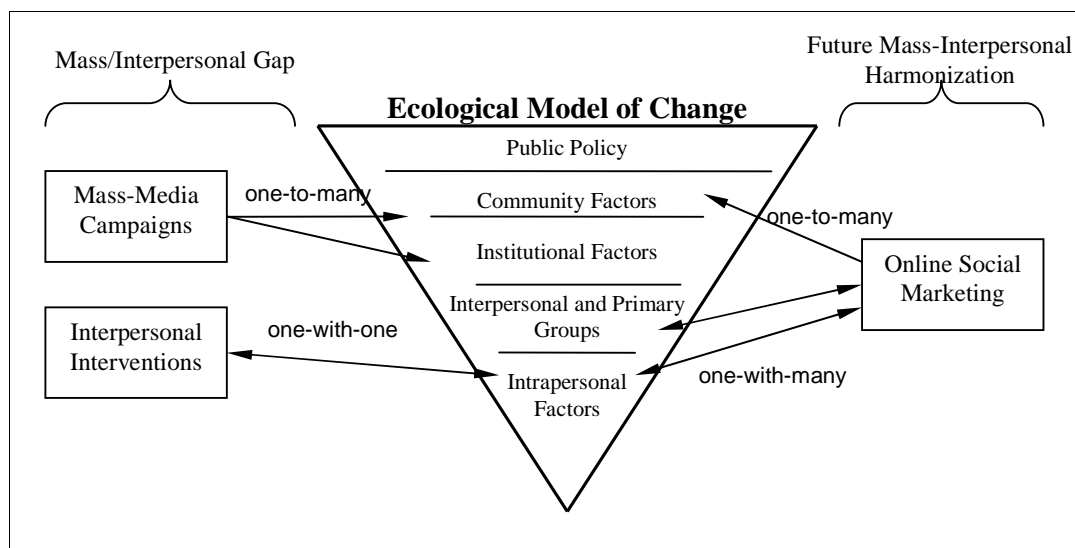 Mass/Interpersonal Gap
Future Mass-Interpersonal
Harmonization
Ecological Model of Change
Public Policy
Mass-Media
Campaigns
one-to-many
Community Factors
one-to-many
Institutional Factors
Online Social
Marketing
Interpersonal and Primary
Groups
Interpersonal
Interventions
one-with-one
Intrapersonal
Factors
one-with-many